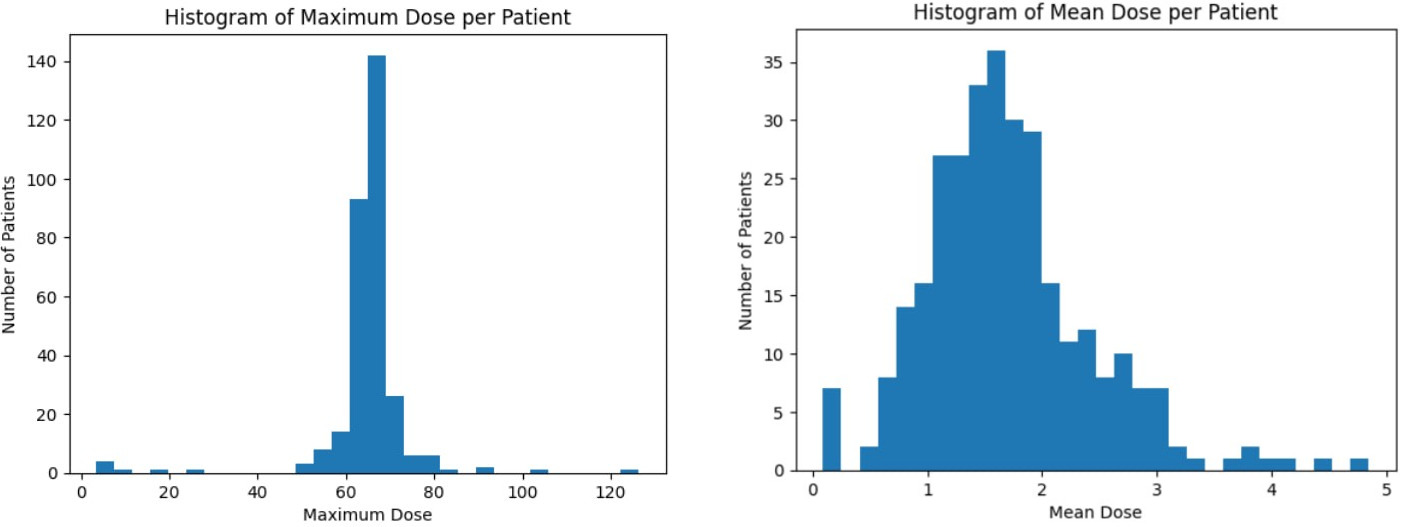 Histogram of Maximum Dose per Patient
Number of Patients
140
120
100
80
60
40
20
0
0 20 40 60 80 100 120
Maximum Dose
Histogram of Mean Dose per Patient
Number of Patients
35
30
25
20
15
10
5
0
0 1 2 3 4 5
Mean Dose